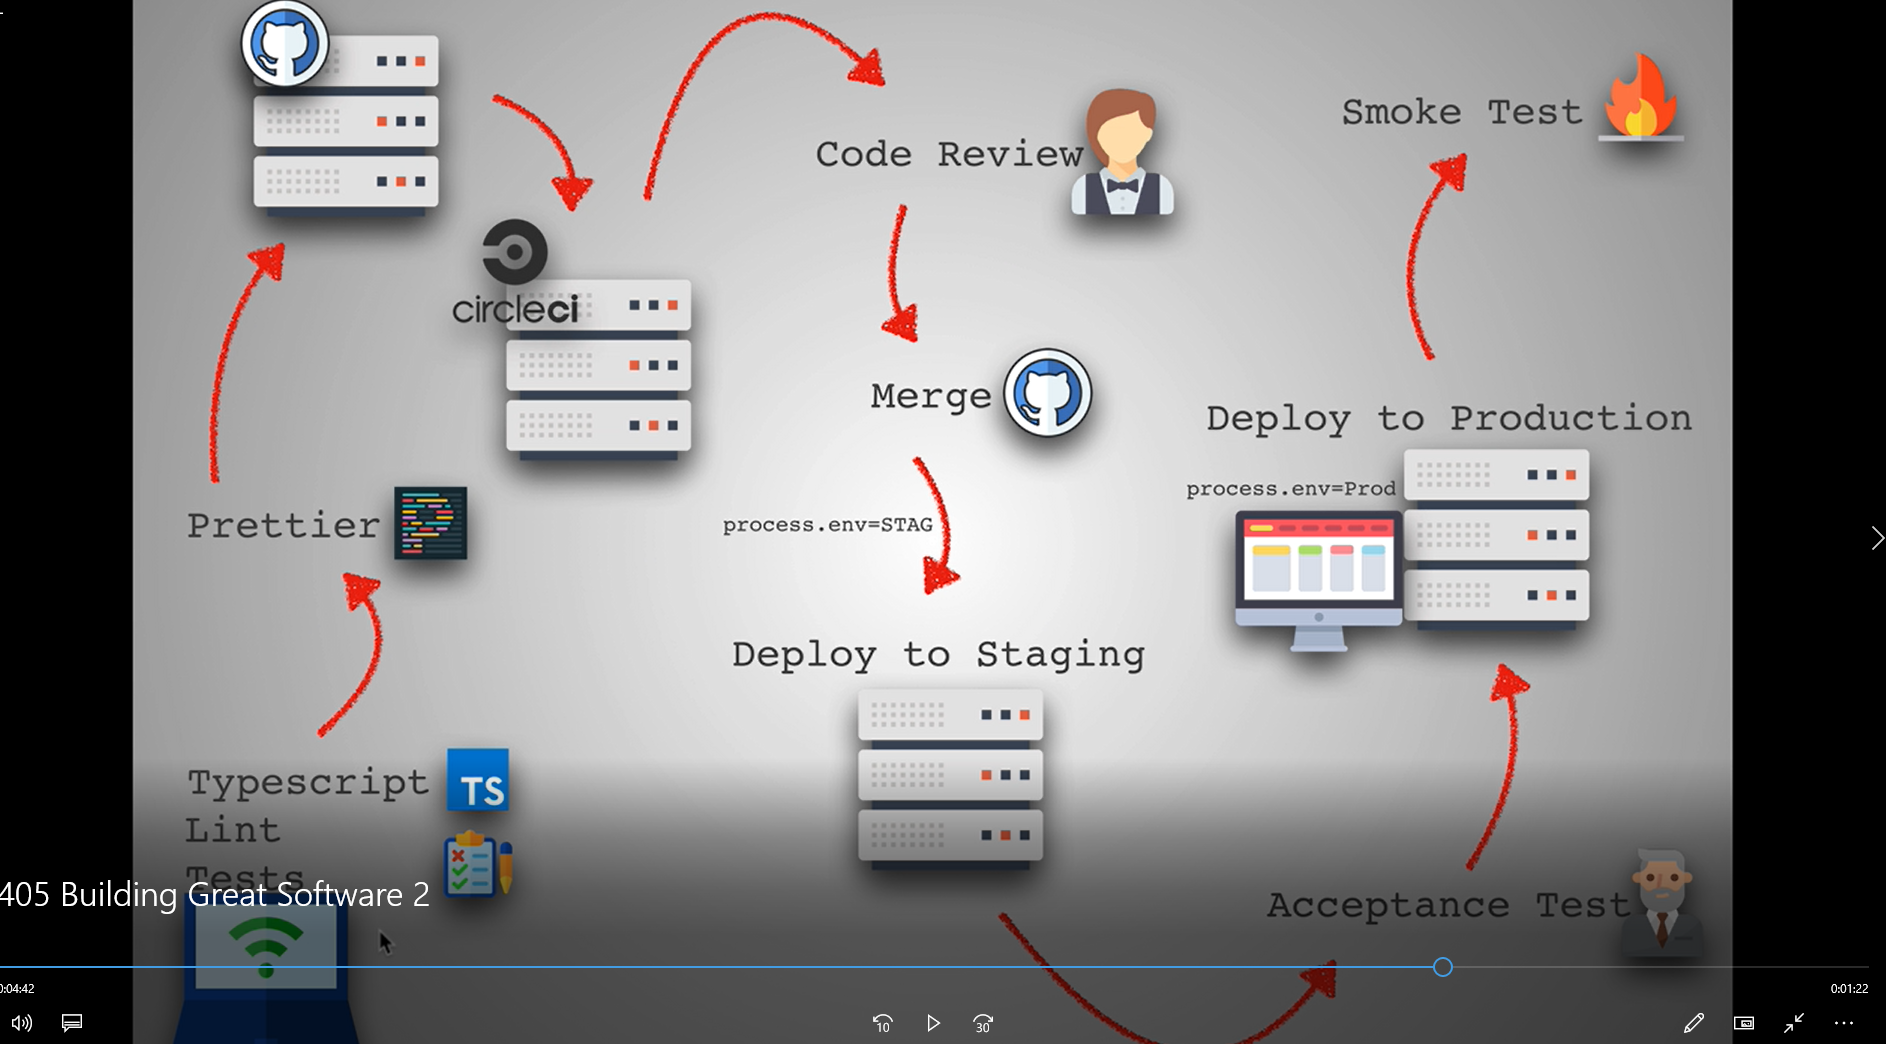 Smoke Test
Code Review
circleci
Merge
Deploy to Production
process.env=Prod
Prettier
process.env=STAG
Deploy to Staging
Typescript
TS
Lint
Tests
405 Building Great Software 2
Acceptance Test
0:04:42
0:01:22
10
30